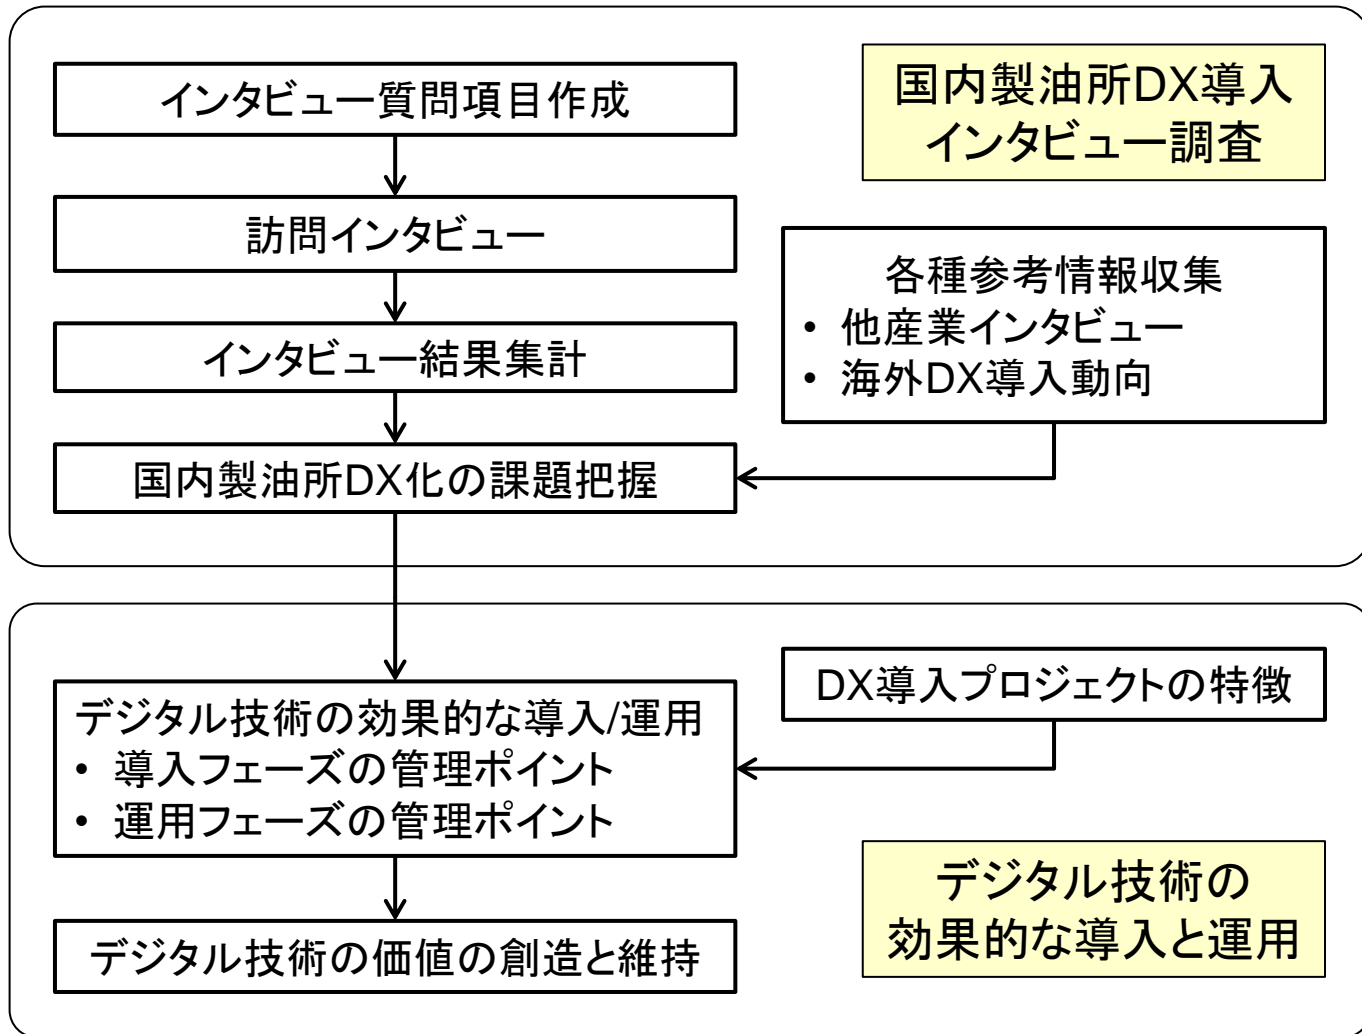 インタビュー質問項目作成
国内製油所DX導入
インタビュー調査
訪問インタビュー
各種参考情報収集
• 他産業インタビュー
• 海外DX導入動向
インタビュー結果集計
国内製油所DX化の課題把握
DX導入プロジェクトの特徴
デジタル技術の効果的な導入/運用
• 導入フェーズの管理ポイント
• 運用フェーズの管理ポイント
デジタル技術の
効果的な導入と運用
デジタル技術の価値の創造と維持